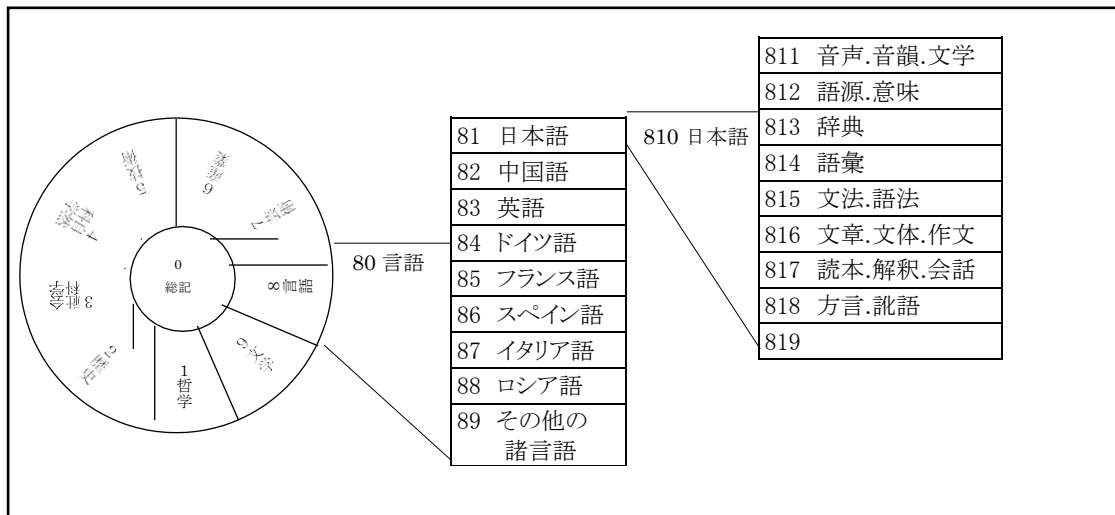 0
総記
1
哲学
2 歴史
3 社会科学
4 自然科学
5 技術
6 産業
7 芸術
8 言語
9 文学
80 言語
81 日本語
82 中国語
83 英語
84 ドイツ語
85 フランス語
86 スペイン語
87 イタリア語
88 ロシア語
89 その他の
諸言語
810 日本語
811 音声.音韻.文学
812 語源.意味
813 辞典
814 語彙
815 文法.語法
816 文章.文体.作文
817 読本.解釈.会話
818 方言.訛語
819